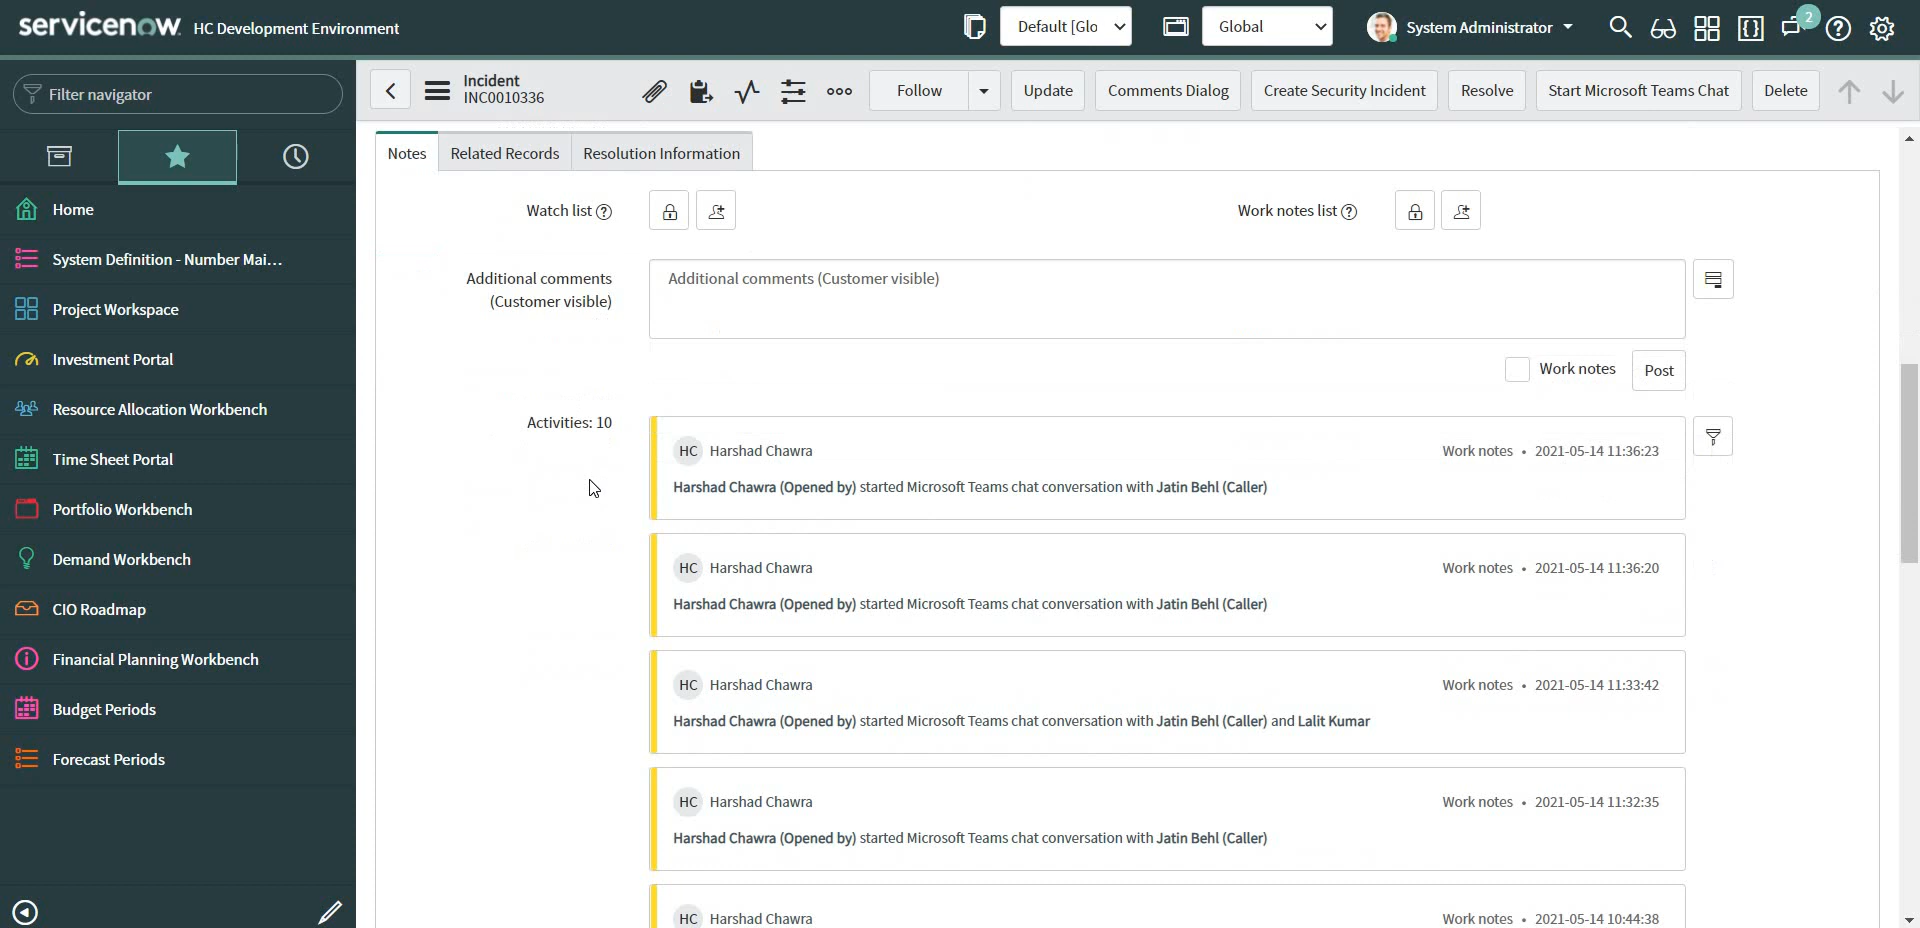 servicenow. HC Development Environment
Default [Glo
Global
System Administrator
2
Filter navigator
Home
System Definition - Number Mai...
Project Workspace
Investment Portal
Resource Allocation Workbench
Time Sheet Portal
Portfolio Workbench
Demand Workbench
CIO Roadmap
Financial Planning Workbench
Budget Periods
Forecast Periods
Incident
INC0010336
Follow
Update
Comments Dialog
Create Security Incident
Resolve
Start Microsoft Teams Chat
Delete
Notes
Related Records
Resolution Information
Watch list
Work notes list
Additional comments
(Customer visible)
Additional comments (Customer visible)
Work notes
Post
Activities: 10
HC Harshad Chawra Work notes • 2021-05-14 11:36:23
Harshad Chawra (Opened by) started Microsoft Teams chat conversation with Jatin Behl (Caller)
HC Harshad Chawra Work notes • 2021-05-14 11:36:20
Harshad Chawra (Opened by) started Microsoft Teams chat conversation with Jatin Behl (Caller)
HC Harshad Chawra Work notes • 2021-05-14 11:33:42
Harshad Chawra (Opened by) started Microsoft Teams chat conversation with Jatin Behl (Caller) and Lalit Kumar
HC Harshad Chawra Work notes • 2021-05-14 11:32:35
Harshad Chawra (Opened by) started Microsoft Teams chat conversation with Jatin Behl (Caller)
HC Harshad Chawra Work notes • 2021-05-14 10:44:38